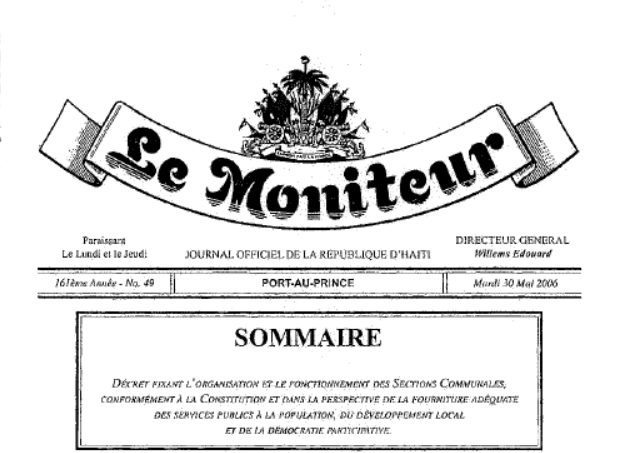 Le Moniteur
Paraissant
Le Lundi et le Jeudi
JOURNAL OFFICIEL DE LA REPUBLIQUE D'HAITI
DIRECTEUR GENERAL
Willems Edouard
161ème Année - No. 49
PORT-AU-PRINCE
Mardi 30 Mai 2006
SOMMAIRE
DÉCRET FIXANT L'ORGANISATION ET LE FONCTIONNEMENT DES SECTIONS COMMUNALES,
CONFORMÉMENT À LA CONSTITUTION ET DANS LA PERSPECTIVE DE LA FOURNITURE ADÉQUATE
DES SERVICES PUBLICS À LA POPULATION, DU DÉVELOPPEMENT LOCAL
ET DE LA DÉMOCRATIE PARTICIPATIVE.